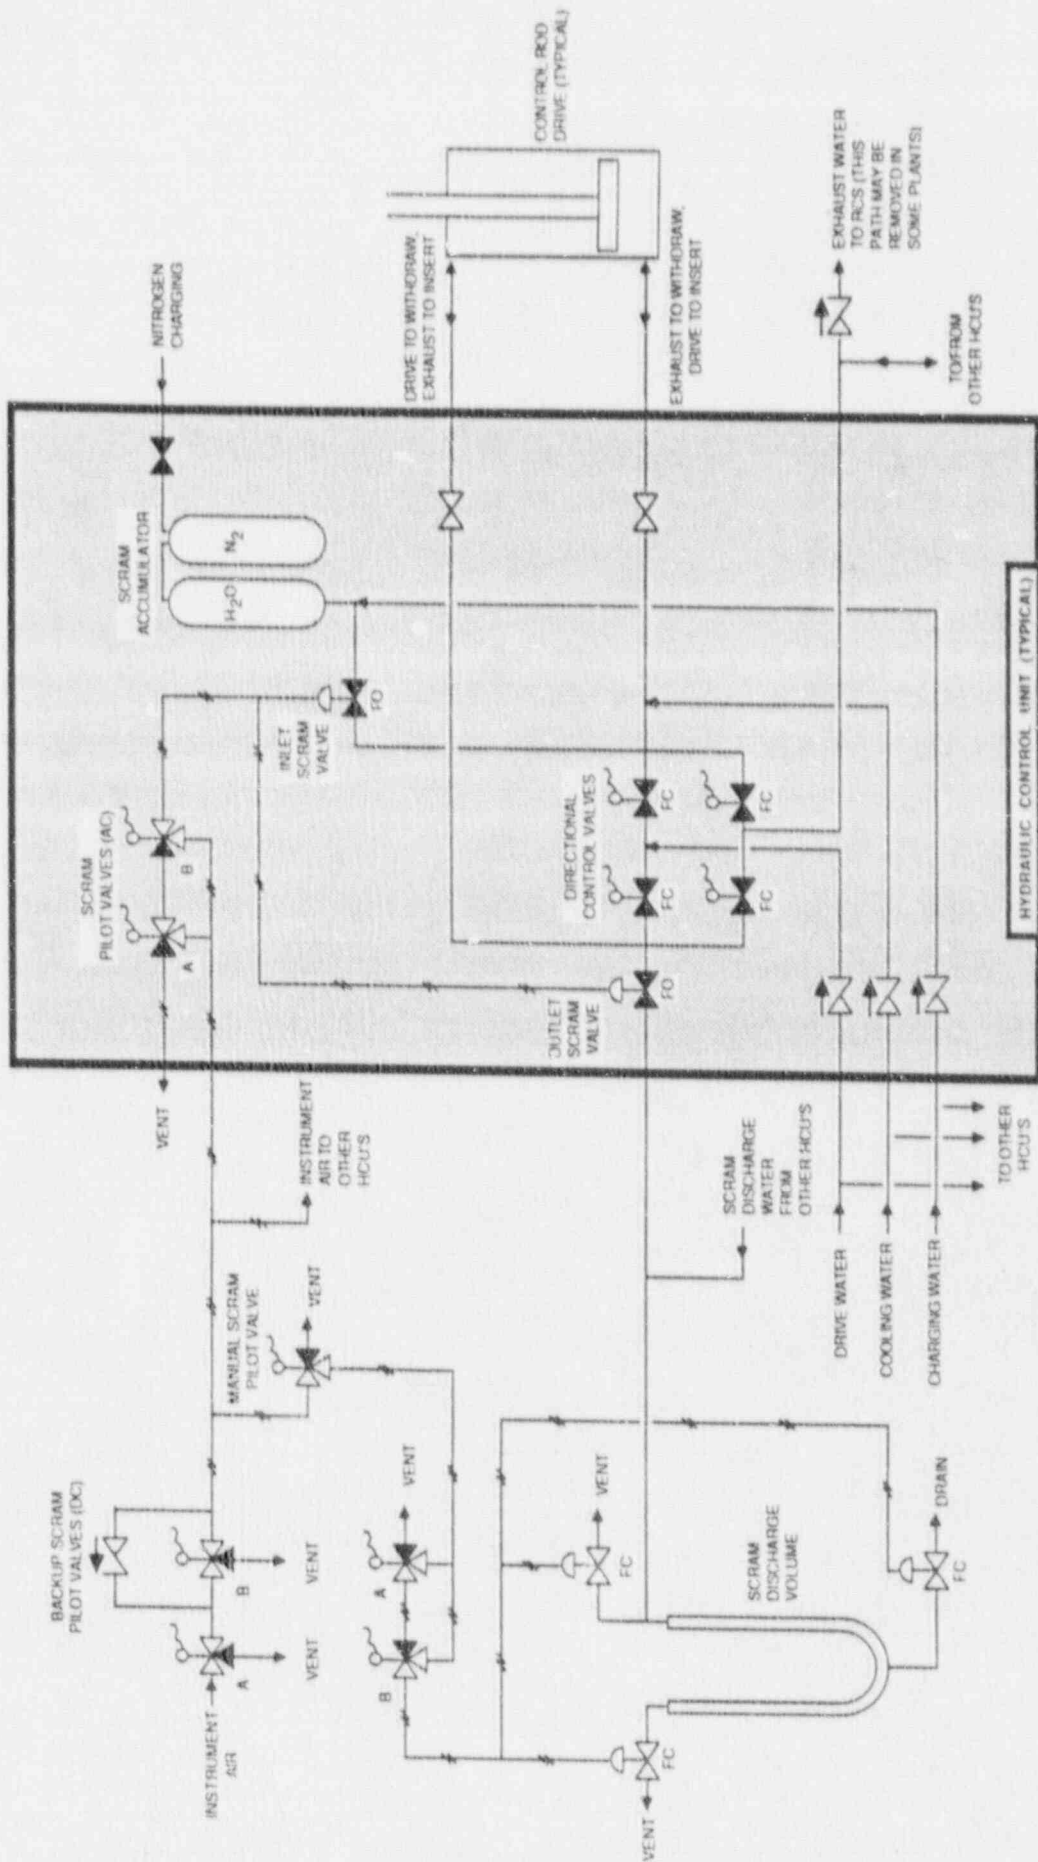 BACKUP SCRAM
PILOT VALVES (DC)
INSTRUMENT
AIR
A
B
VENT
VENT
MANUAL SCRAM
PILOT VALVE
VENT
INSTRUMENT
AIR TO
OTHER
HCU'S
VENT
SCRAM
PILOT VALVES (AC)
A
B
SCRAM
ACCUMULATOR
H2O
N2
NITROGEN
CHARGING
INLET
SCRAM
VALVE
FO
B
A
VENT
VENT
FC
VENT
FC
SCRAM
DISCHARGE
VOLUME
DRAIN
FC
SCRAM
DISCHARGE
WATER
FROM
OTHER HCU'S
OUTLET
SCRAM
VALVE
FO
DIRECTIONAL
CONTROL VALVES
FC
FC
FC
FC
DRIVE TO WITHDRAW,
EXHAUST TO INSERT
EXHAUST TO WITHDRAW,
DRIVE TO INSERT
CONTROL ROD
DRIVE (TYPICAL)
DRIVE WATER
COOLING WATER
CHARGING WATER
TO OTHER
HCU'S
EXHAUST WATER
TO RCS (THIS
PATH MAY BE
REMOVED IN
SOME PLANTS)
TO/FROM
OTHER HCU'S
HYDRAULIC CONTROL UNIT (TYPICAL)